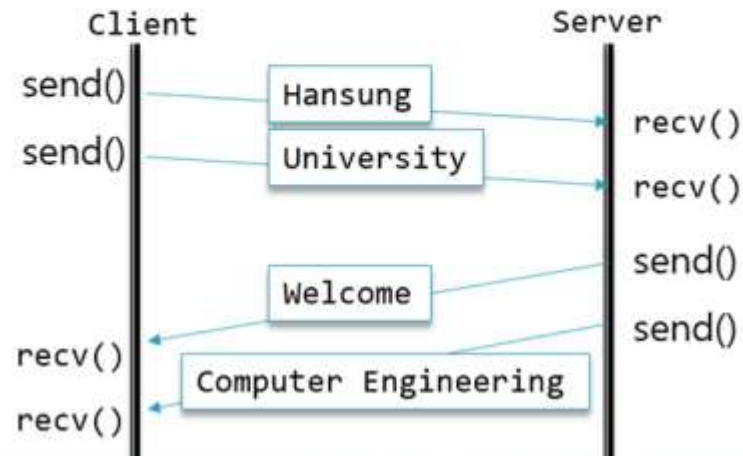 Client Server
send() Hansung recv()
send() University recv()
send()
Welcome
send()
recv()
Computer Engineering
recv()